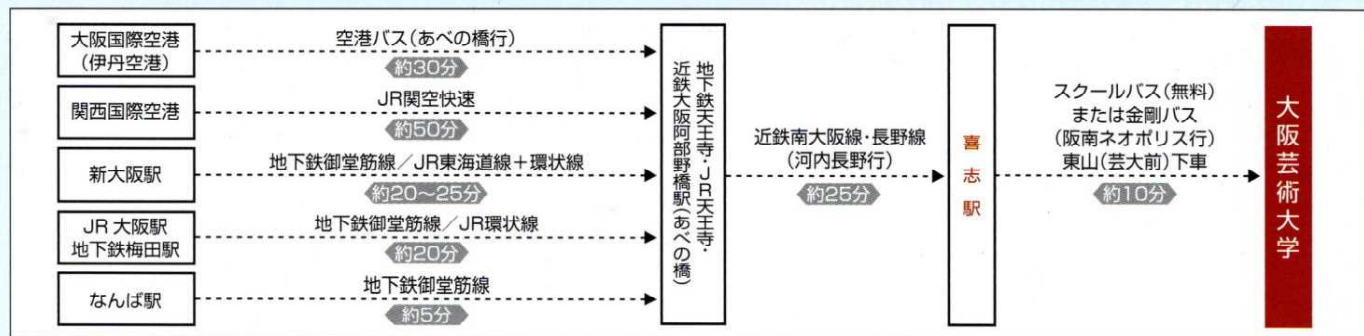 大阪国際空港
(伊丹空港)
空港バス(あべの橋行)
約30分
関西国際空港
JR関空快速
約50分
新大阪駅
地下鉄御堂筋線／JR東海道線＋環状線
約20～25分
JR 大阪駅
地下鉄梅田駅
地下鉄御堂筋線／JR環状線
約20分
なんば駅
地下鉄御堂筋線
約5分
地下鉄天王寺・JR天王寺・
近鉄大阪阿部野橋駅(あべの橋)
近鉄南大阪線・長野線
(河内長野行)
約25分
喜志駅
スクールバス(無料)
または金剛バス
(阪南ネオポリス行)
東山(芸大前)下車
約10分
大阪芸術大学